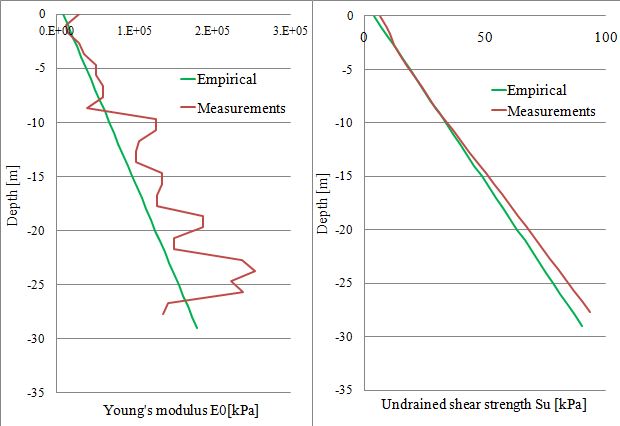 0
0.E+00 1.E+05 2.E+05 3.E+05
-5
-10
-15
-20
-25
-30
-35
Depth [m]
Empirical
Measurements
Young's modulus E0[kPa]
0
0 50 100
-5
-10
-15
-20
-25
-30
-35
Depth [m]
Empirical
Measurements
Undrained shear strength Su [kPa]